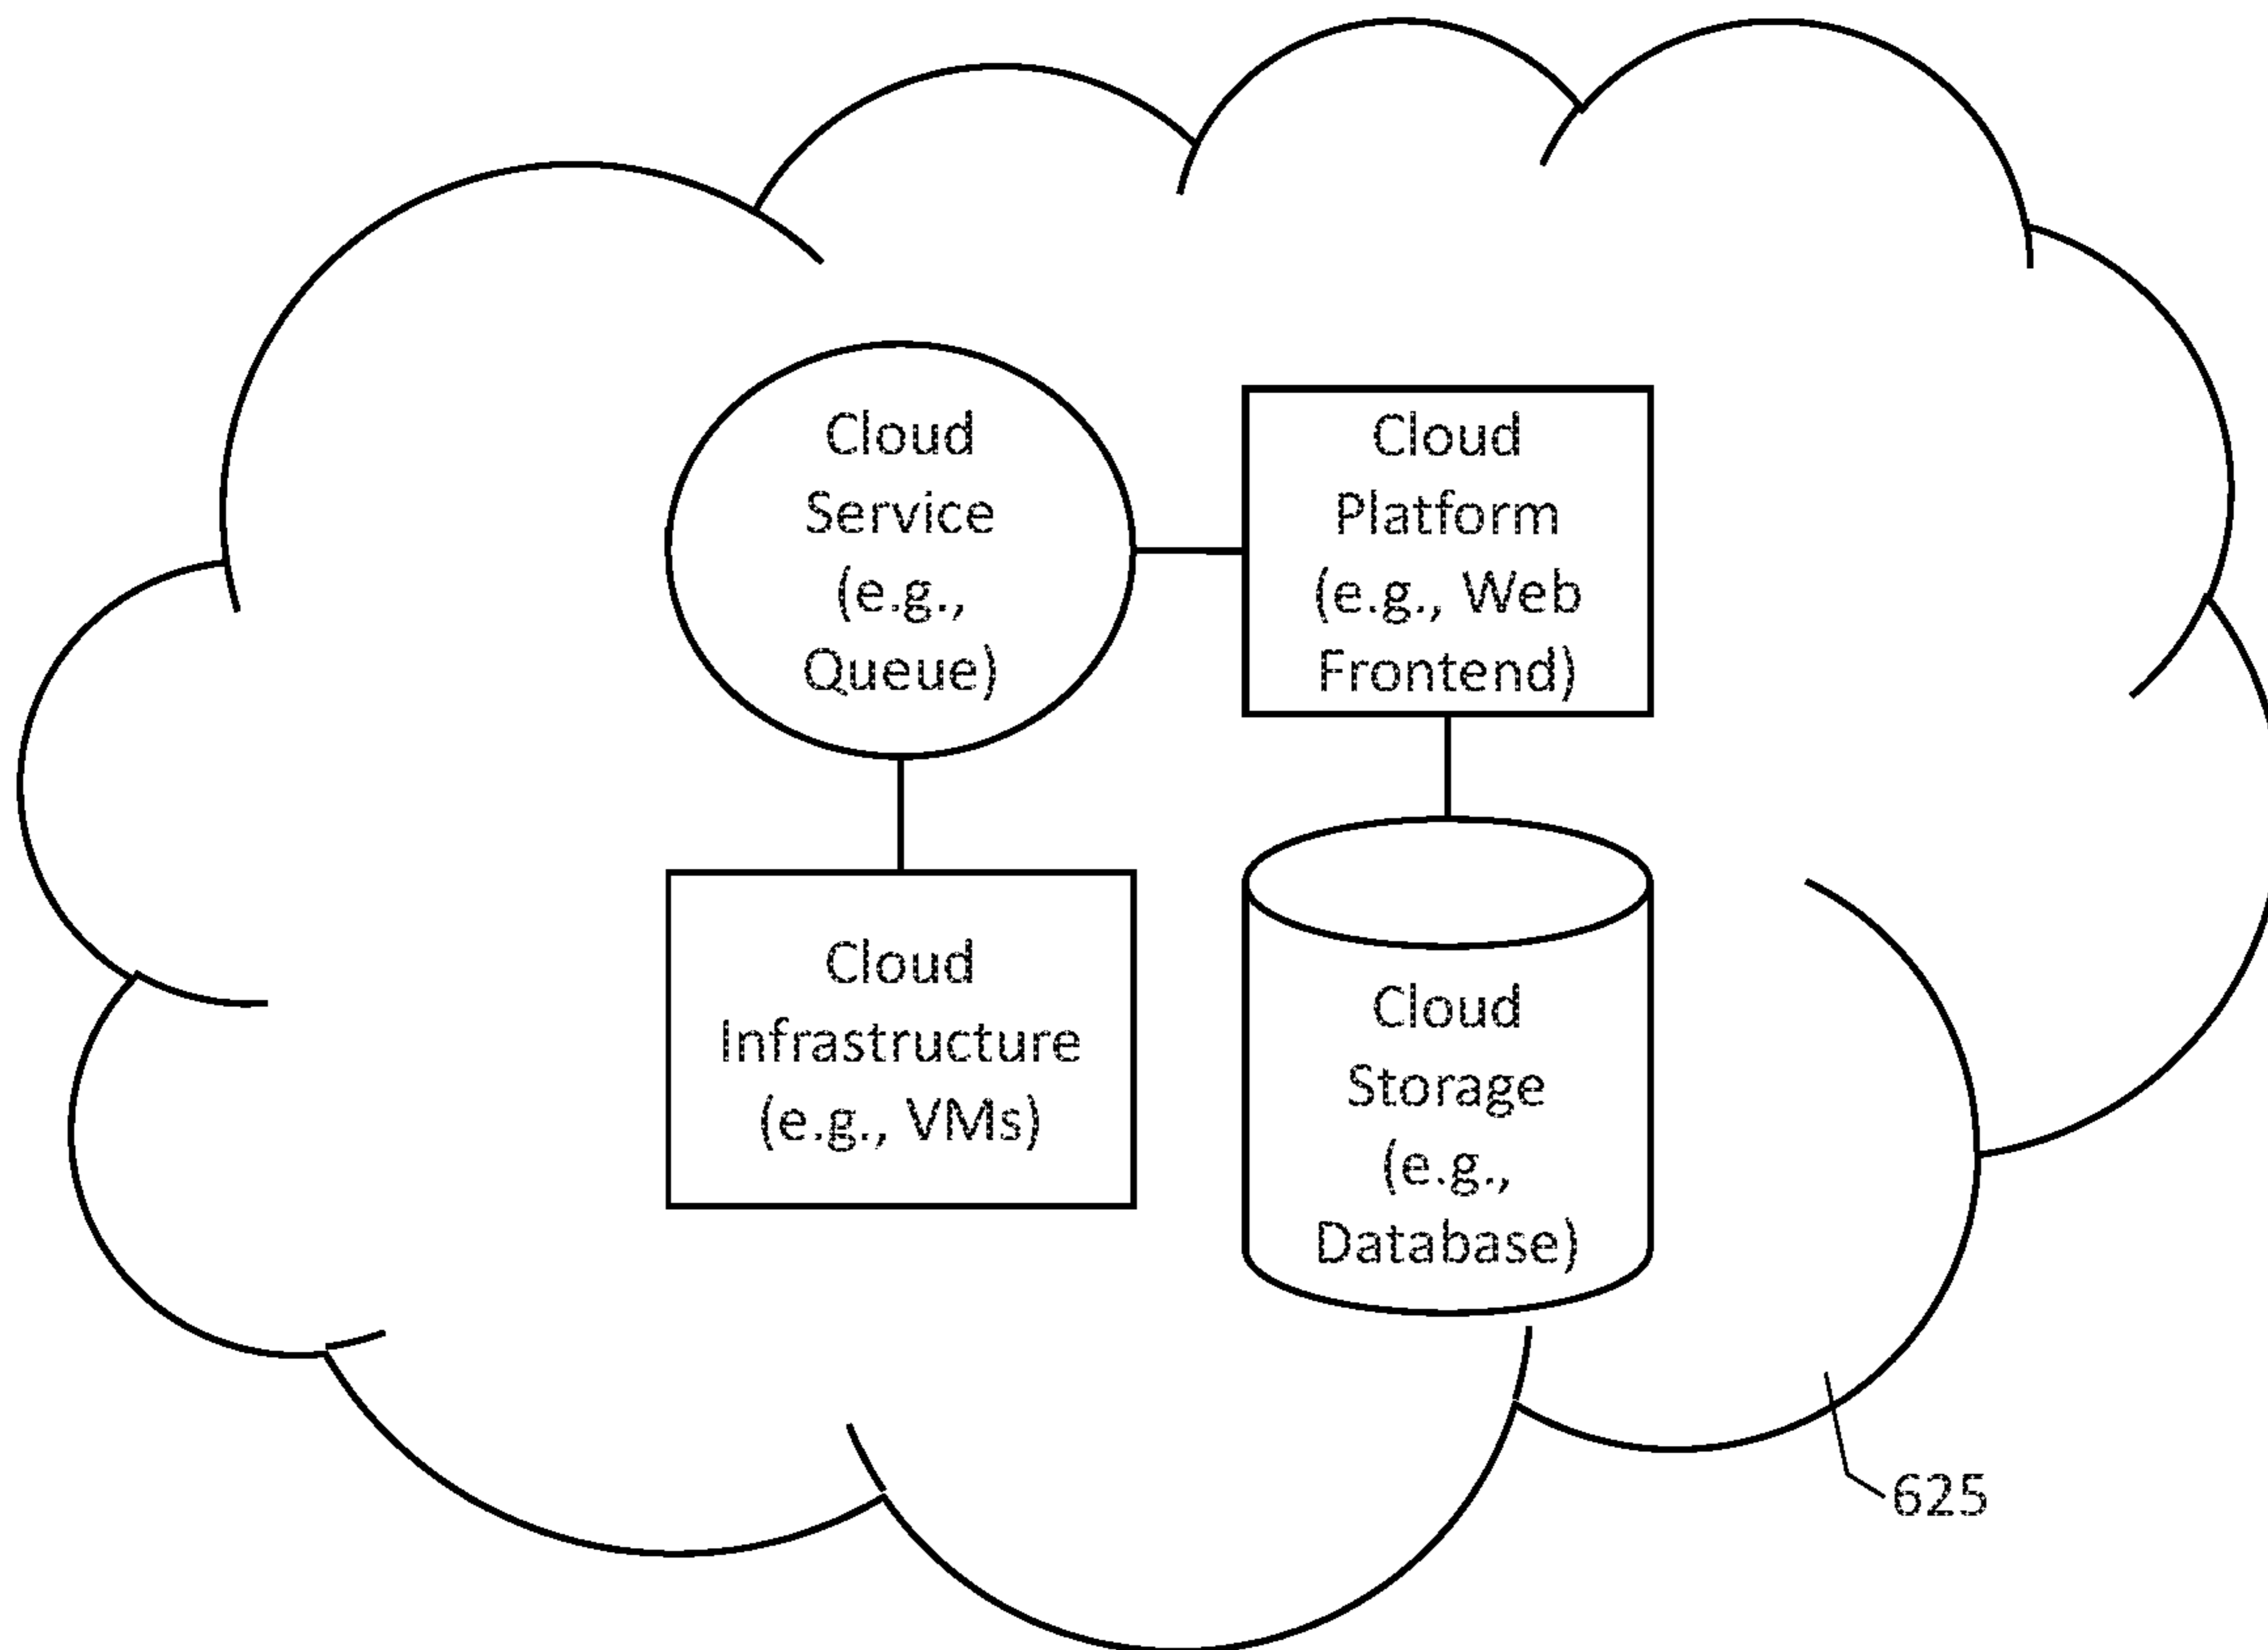 Cloud
Service
(e.g.,
Queue)
Cloud
Platform
(e.g., Web
Frontend)
Cloud
Infrastructure
(e.g., VMs)
Cloud
Storage
(e.g.,
Database)
625